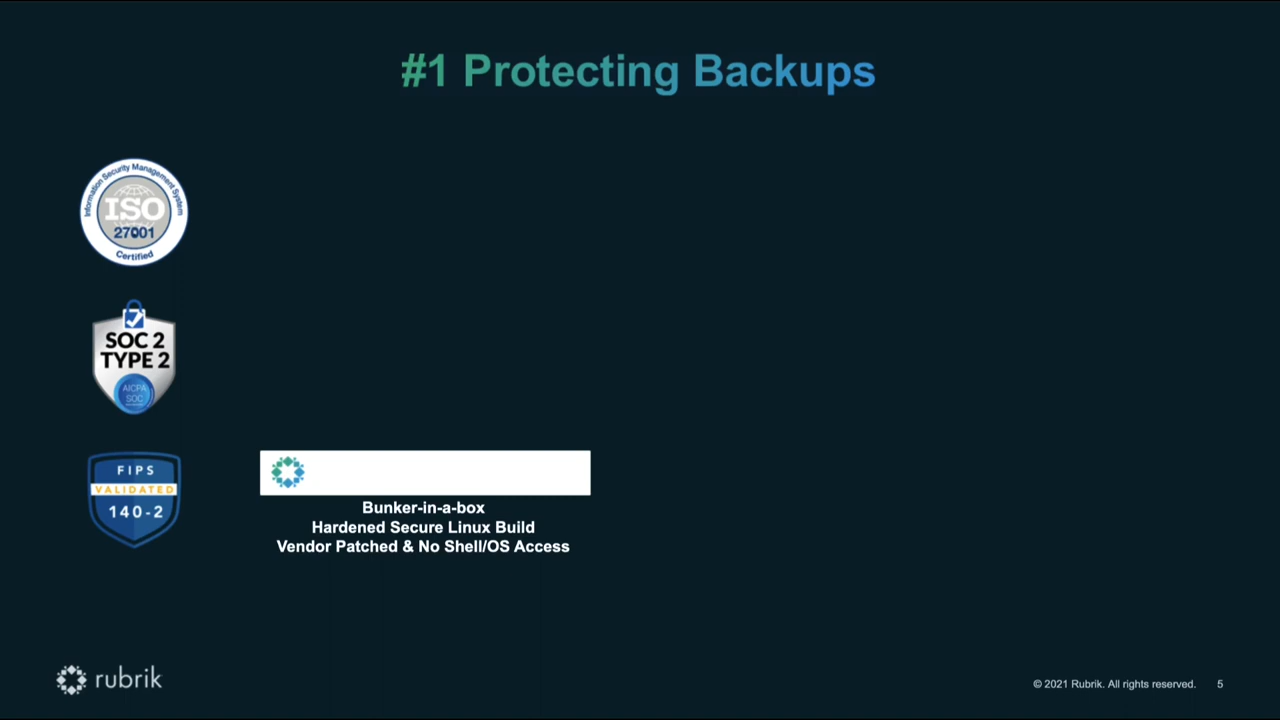 #1 Protecting Backups
Information Security Management System
ISO
27001
Certified
SOC 2
TYPE 2
AICPA
SOC
FIPS
VALIDATED
140-2
Bunker-in-a-box
Hardened Secure Linux Build
Vendor Patched & No Shell/OS Access
rubrik
© 2021 Rubrik. All rights reserved. 5